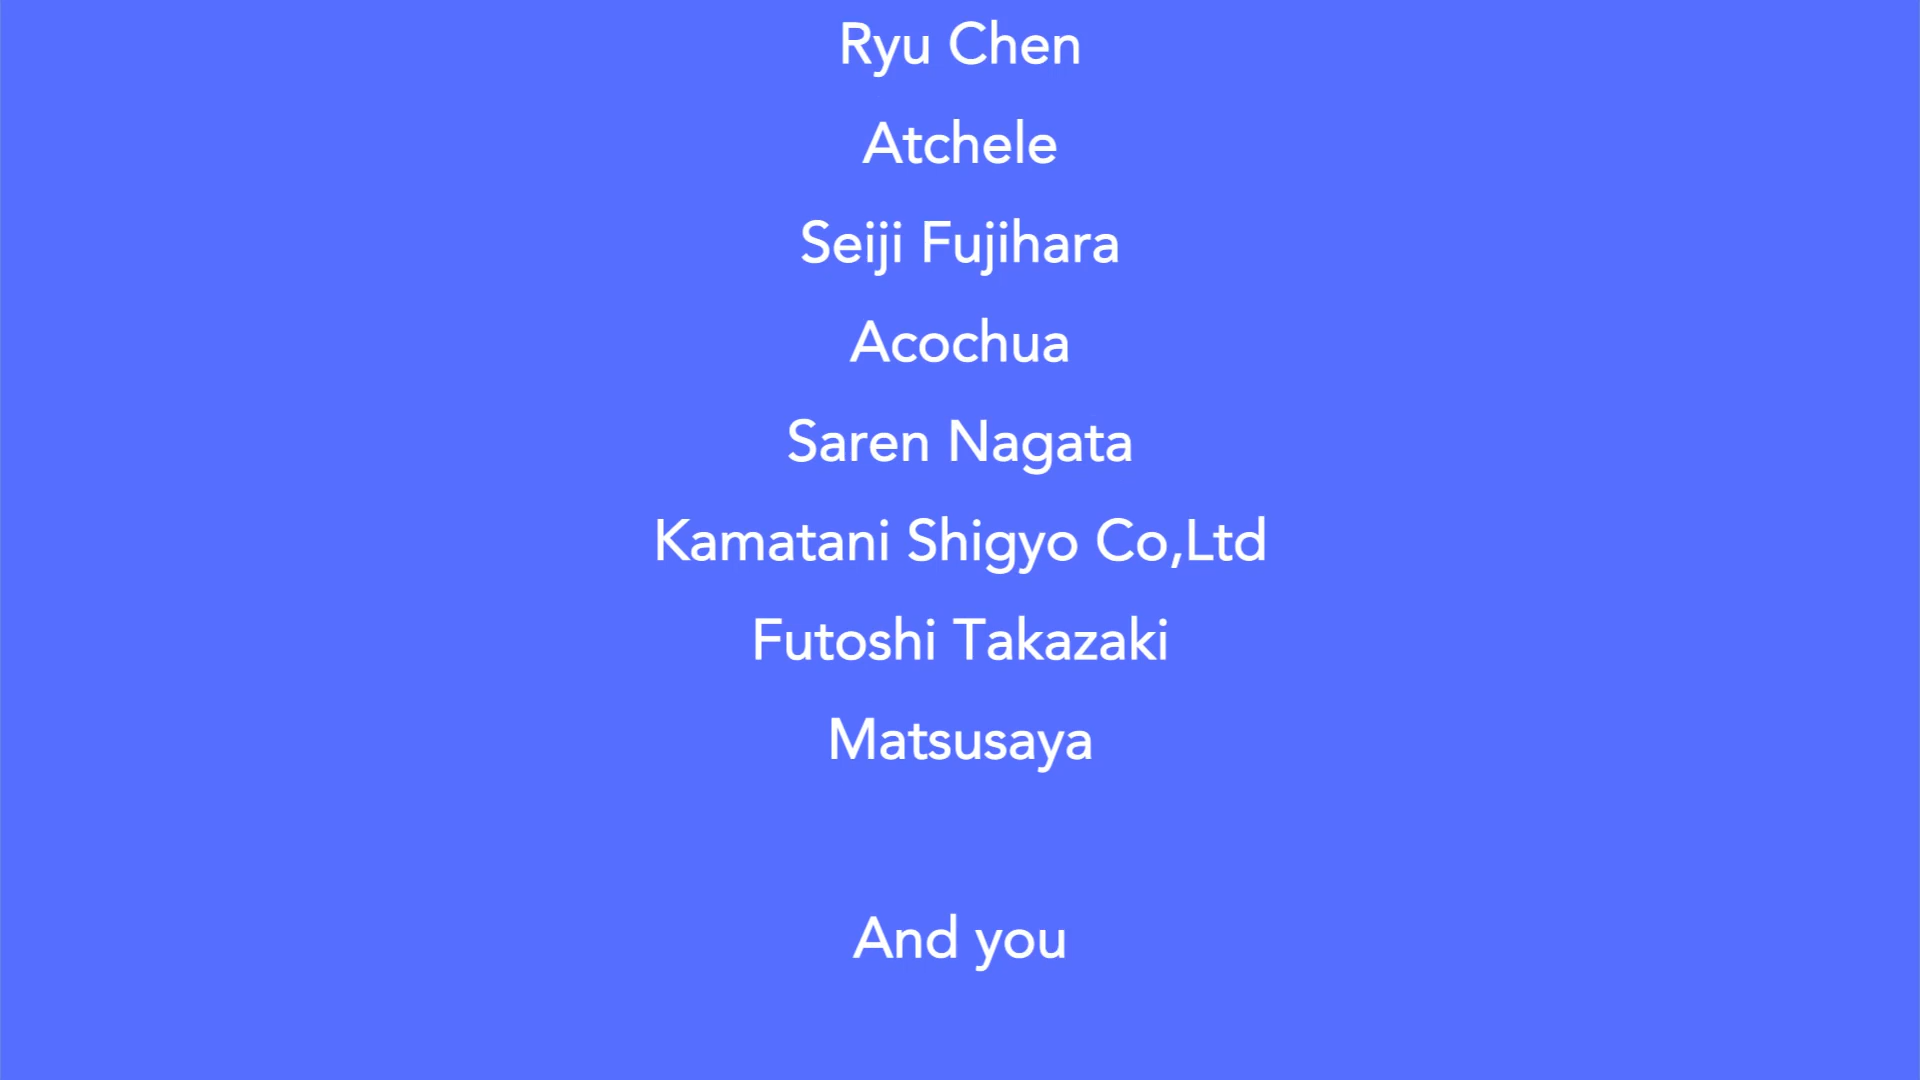 Ryu Chen
Atchele
Seiji Fujihara
Acochua
Saren Nagata
Kamatani Shigyo Co,Ltd
Futoshi Takazaki
Matsusaya
And you